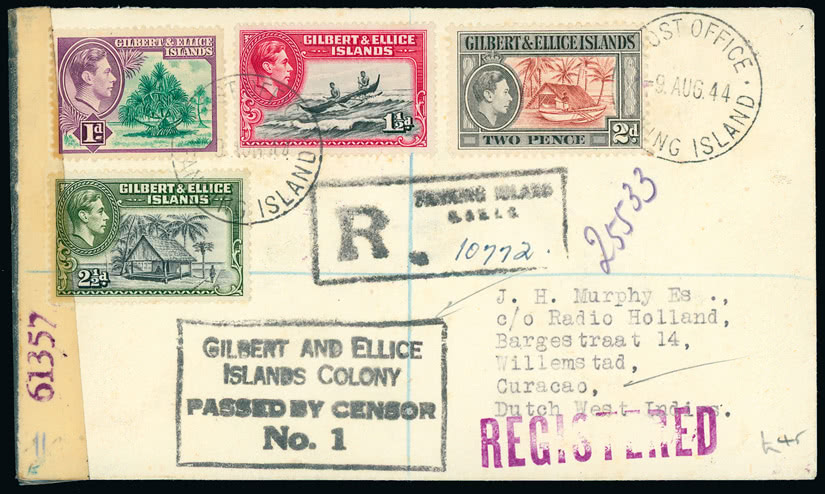 GILBERT & ELLICE
ISLANDS
1d
GILBERT & ELLICE
ISLANDS
1½d
GILBERT & ELLICE ISLANDS
TWO PENCE 2d
POST OFFICE
9 AUG. 44
ISLAND
ISLAND
GILBERT & ELLICE
ISLANDS
2½d
R.
ISLAND
10772.
25533
61357
J. H. Murphy Es .,
c/o Radio Holland,
Bargestraat 14,
Willemstad,
Curacao,
Dutch West Indies.
GILBERT AND ELLICE
ISLANDS COLONY
PASSED BY CENSOR
No. 1
REGISTERED